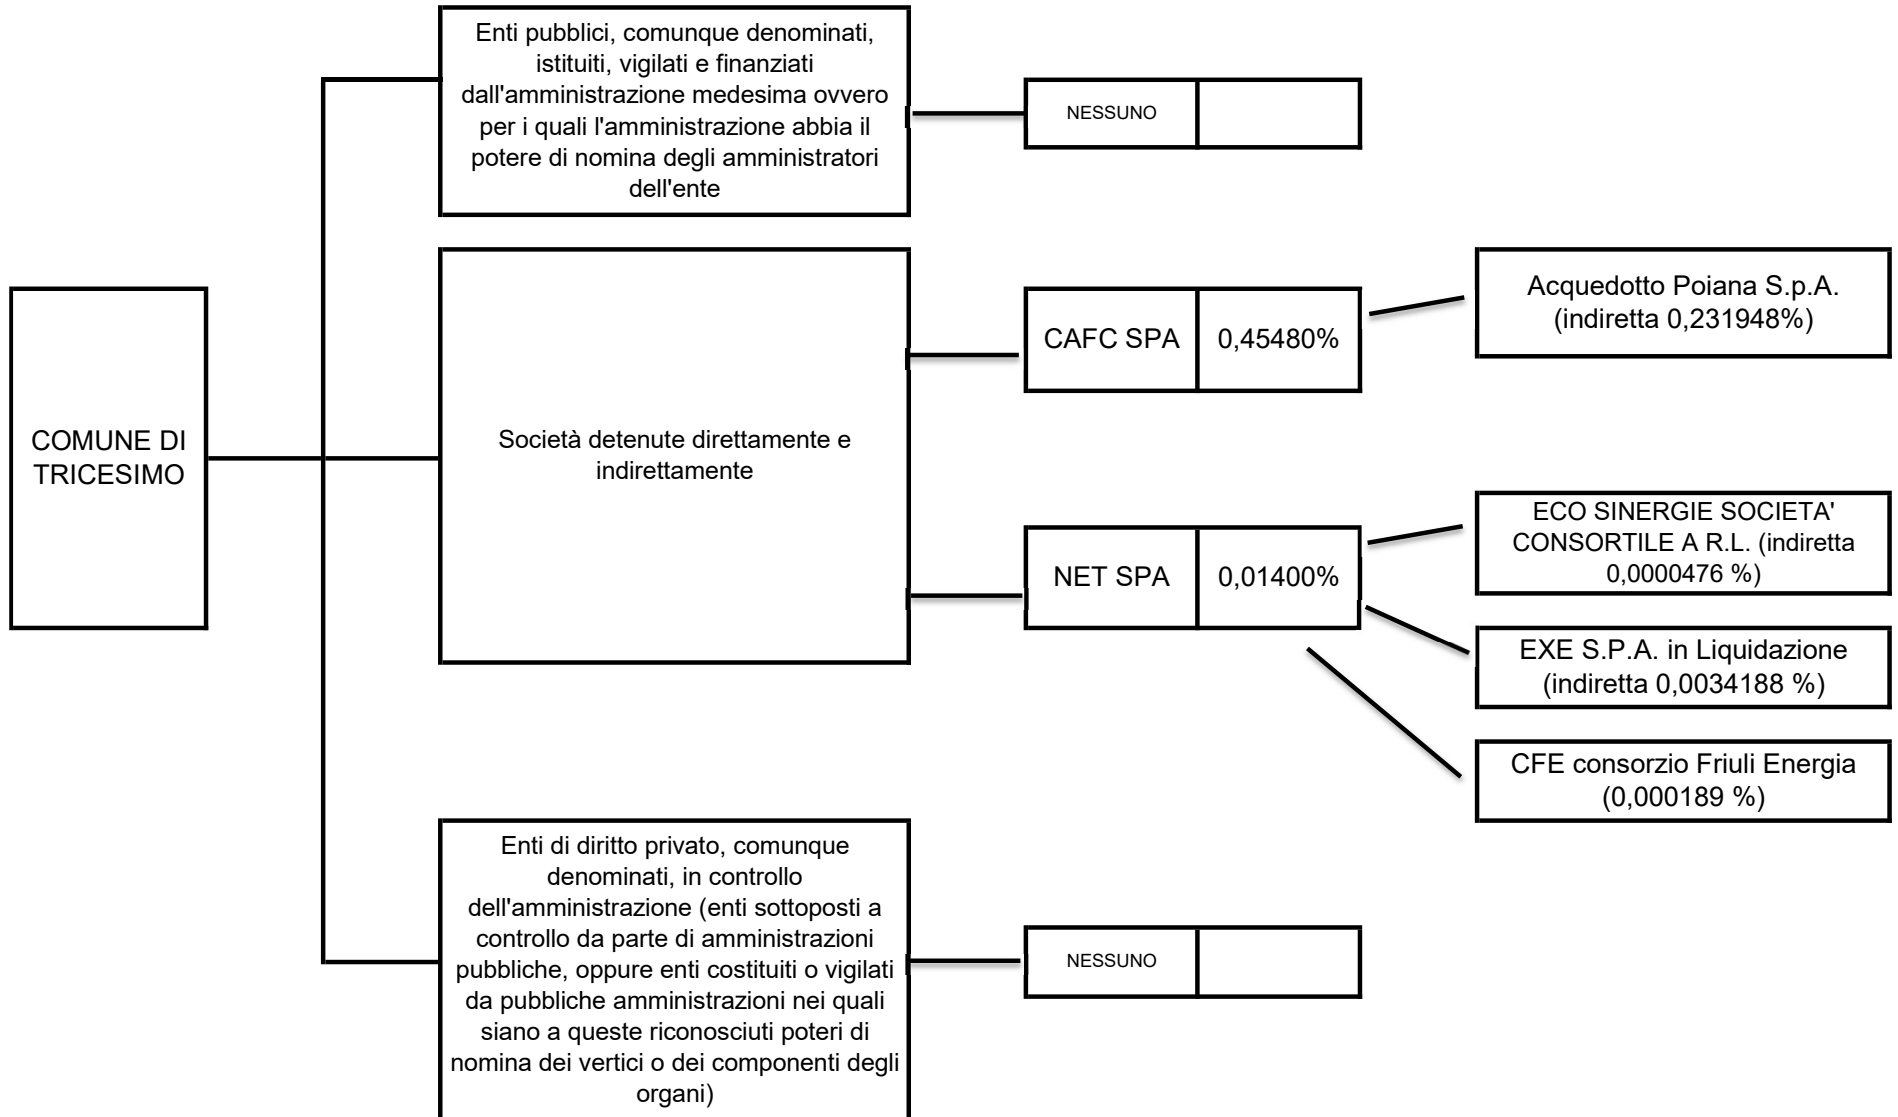 Enti pubblici, comunque denominati,
istituiti, vigilati e finanziati
dall'amministrazione medesima ovvero
per i quali l'amministrazione abbia il
potere di nomina degli amministratori
dell'ente
NESSUNO
COMUNE DI
TRICESIMO
Società detenute direttamente e
indirettamente
CAFC SPA
0,45480%
Acquedotto Poiana S.p.A.
(indiretta 0,231948%)
NET SPA
0,01400%
ECO SINERGIE SOCIETA'
CONSORTILE A R.L. (indiretta
0,0000476 %)
EXE S.P.A. in Liquidazione
(indiretta 0,0034188 %)
CFE consorzio Friuli Energia
(0,000189 %)
Enti di diritto privato, comunque
denominati, in controllo
dell'amministrazione (enti sottoposti a
controllo da parte di amministrazioni
pubbliche, oppure enti costituiti o vigilati
da pubbliche amministrazioni nei quali
siano a queste riconosciuti poteri di
nomina dei vertici o dei componenti degli
organi)
NESSUNO